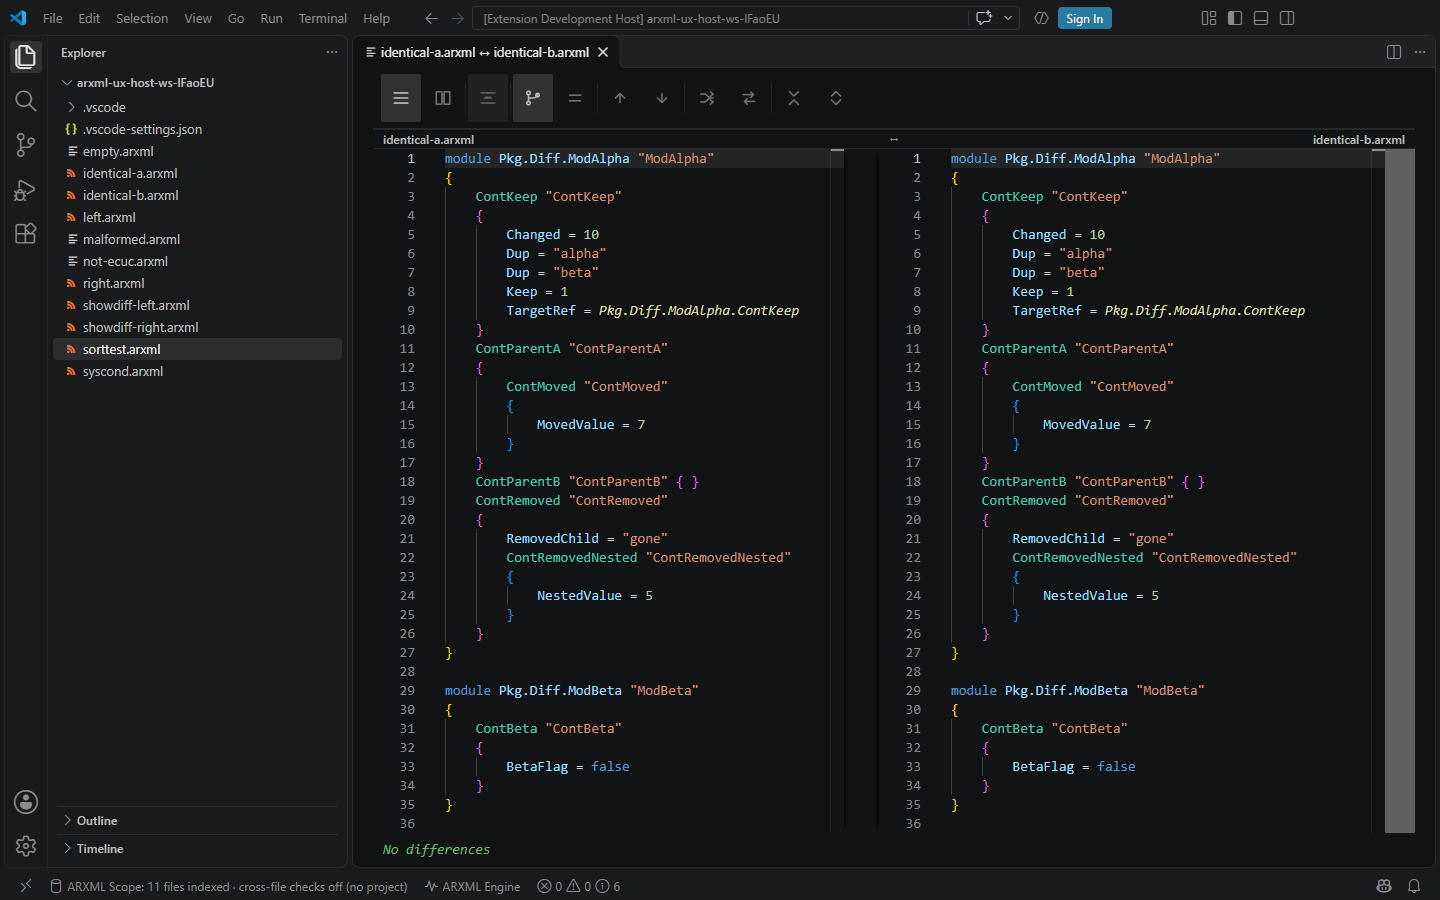 File Edit Selection View Go Run Terminal Help
[Extension Development Host] arxml-ux-host-ws-IFaoEU
Sign In
Explorer
arxml-ux-host-ws-IFaoEU
.vscode
{} .vscode-settings.json
empty.arxml
identical-a.arxml
identical-b.arxml
left.arxml
malformed.arxml
not-ecuc.arxml
right.arxml
showdiff-left.arxml
showdiff-right.arxml
sorttest.arxml
syscond.arxml
Outline
Timeline
identical-a.arxml ↔ identical-b.arxml
identical-a.arxml ↔ identical-b.arxml
1 module Pkg.Diff.ModAlpha "ModAlpha"
2 {
3 ContKeep "ContKeep"
4 {
5 Changed = 10
6 Dup = "alpha"
7 Dup = "beta"
8 Keep = 1
9 TargetRef = Pkg.Diff.ModAlpha.ContKeep
10 }
11 ContParentA "ContParentA"
12 {
13 ContMoved "ContMoved"
14 {
15 MovedValue = 7
16 }
17 }
18 ContParentB "ContParentB" { }
19 ContRemoved "ContRemoved"
20 {
21 RemovedChild = "gone"
22 ContRemovedNested "ContRemovedNested"
23 {
24 NestedValue = 5
25 }
26 }
27 }
28
29 module Pkg.Diff.ModBeta "ModBeta"
30 {
31 ContBeta "ContBeta"
32 {
33 BetaFlag = false
34 }
35 }
36
1 module Pkg.Diff.ModAlpha "ModAlpha"
2 {
3 ContKeep "ContKeep"
4 {
5 Changed = 10
6 Dup = "alpha"
7 Dup = "beta"
8 Keep = 1
9 TargetRef = Pkg.Diff.ModAlpha.ContKeep
10 }
11 ContParentA "ContParentA"
12 {
13 ContMoved "ContMoved"
14 {
15 MovedValue = 7
16 }
17 }
18 ContParentB "ContParentB" { }
19 ContRemoved "ContRemoved"
20 {
21 RemovedChild = "gone"
22 ContRemovedNested "ContRemovedNested"
23 {
24 NestedValue = 5
25 }
26 }
27 }
28
29 module Pkg.Diff.ModBeta "ModBeta"
30 {
31 ContBeta "ContBeta"
32 {
33 BetaFlag = false
34 }
35 }
36
No differences
ARXML Scope: 11 files indexed · cross-file checks off (no project) ARXML Engine 0 0 6